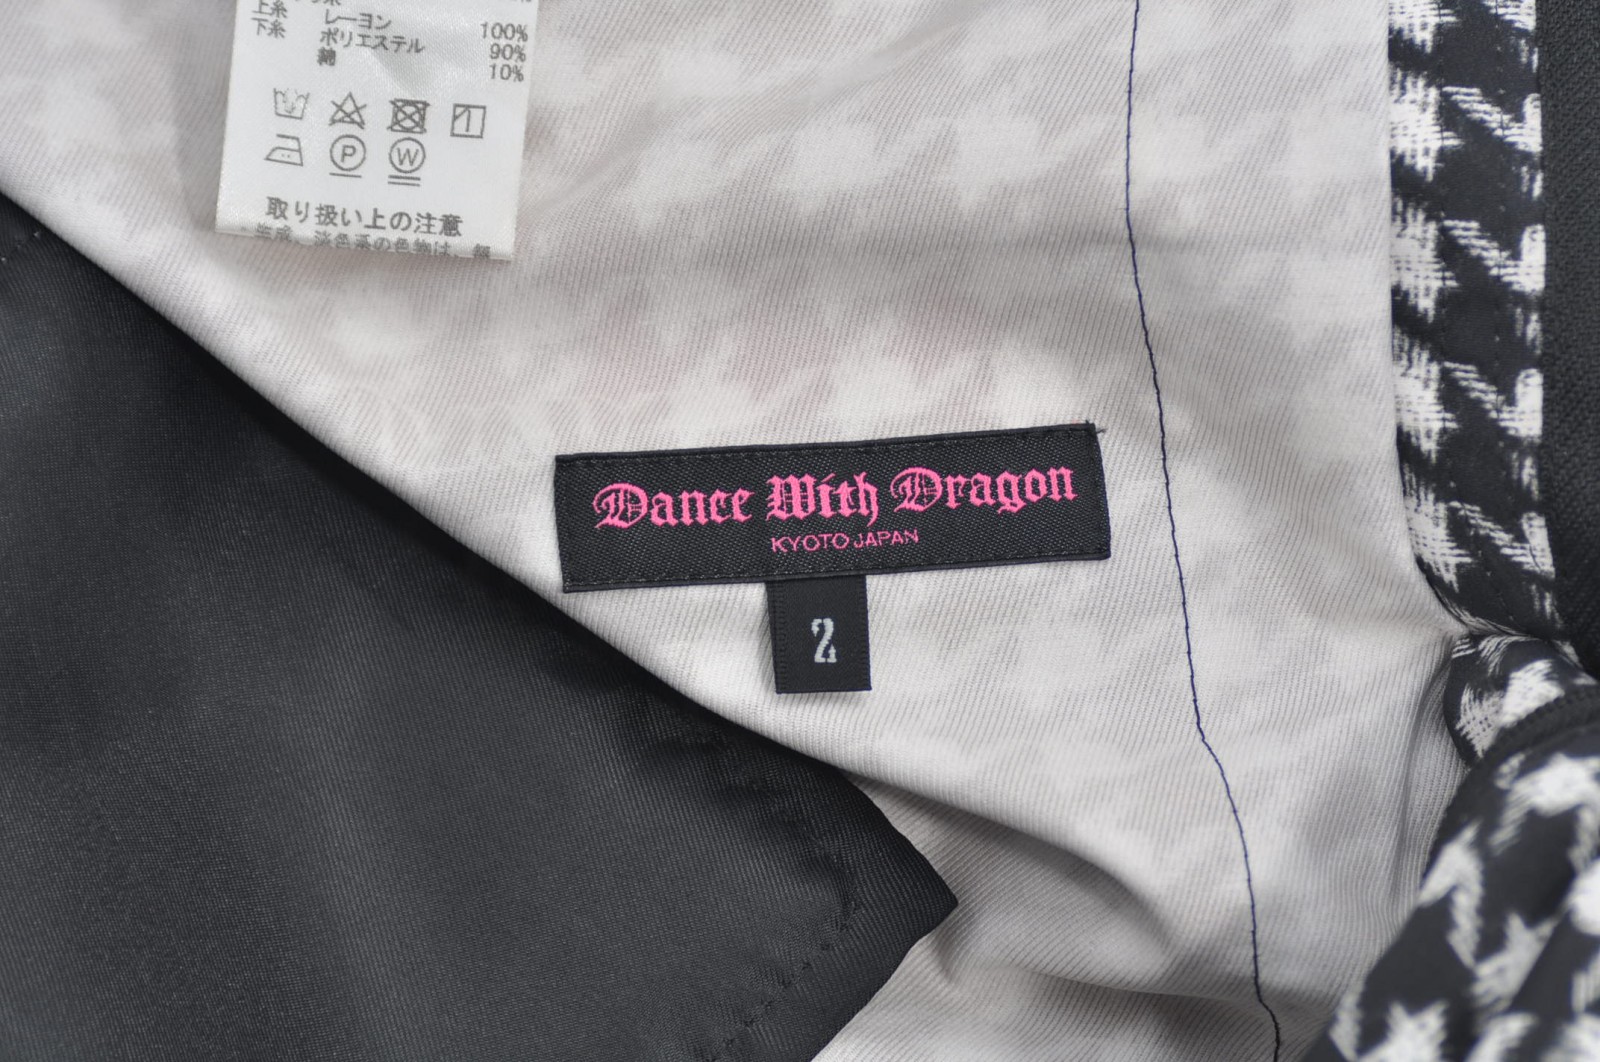 上糸 レーヨン 100%
下糸 ポリエステル 90%
綿 10%
P W
取り扱い上の注意
Dance With Dragon
KYOTO JAPAN
2